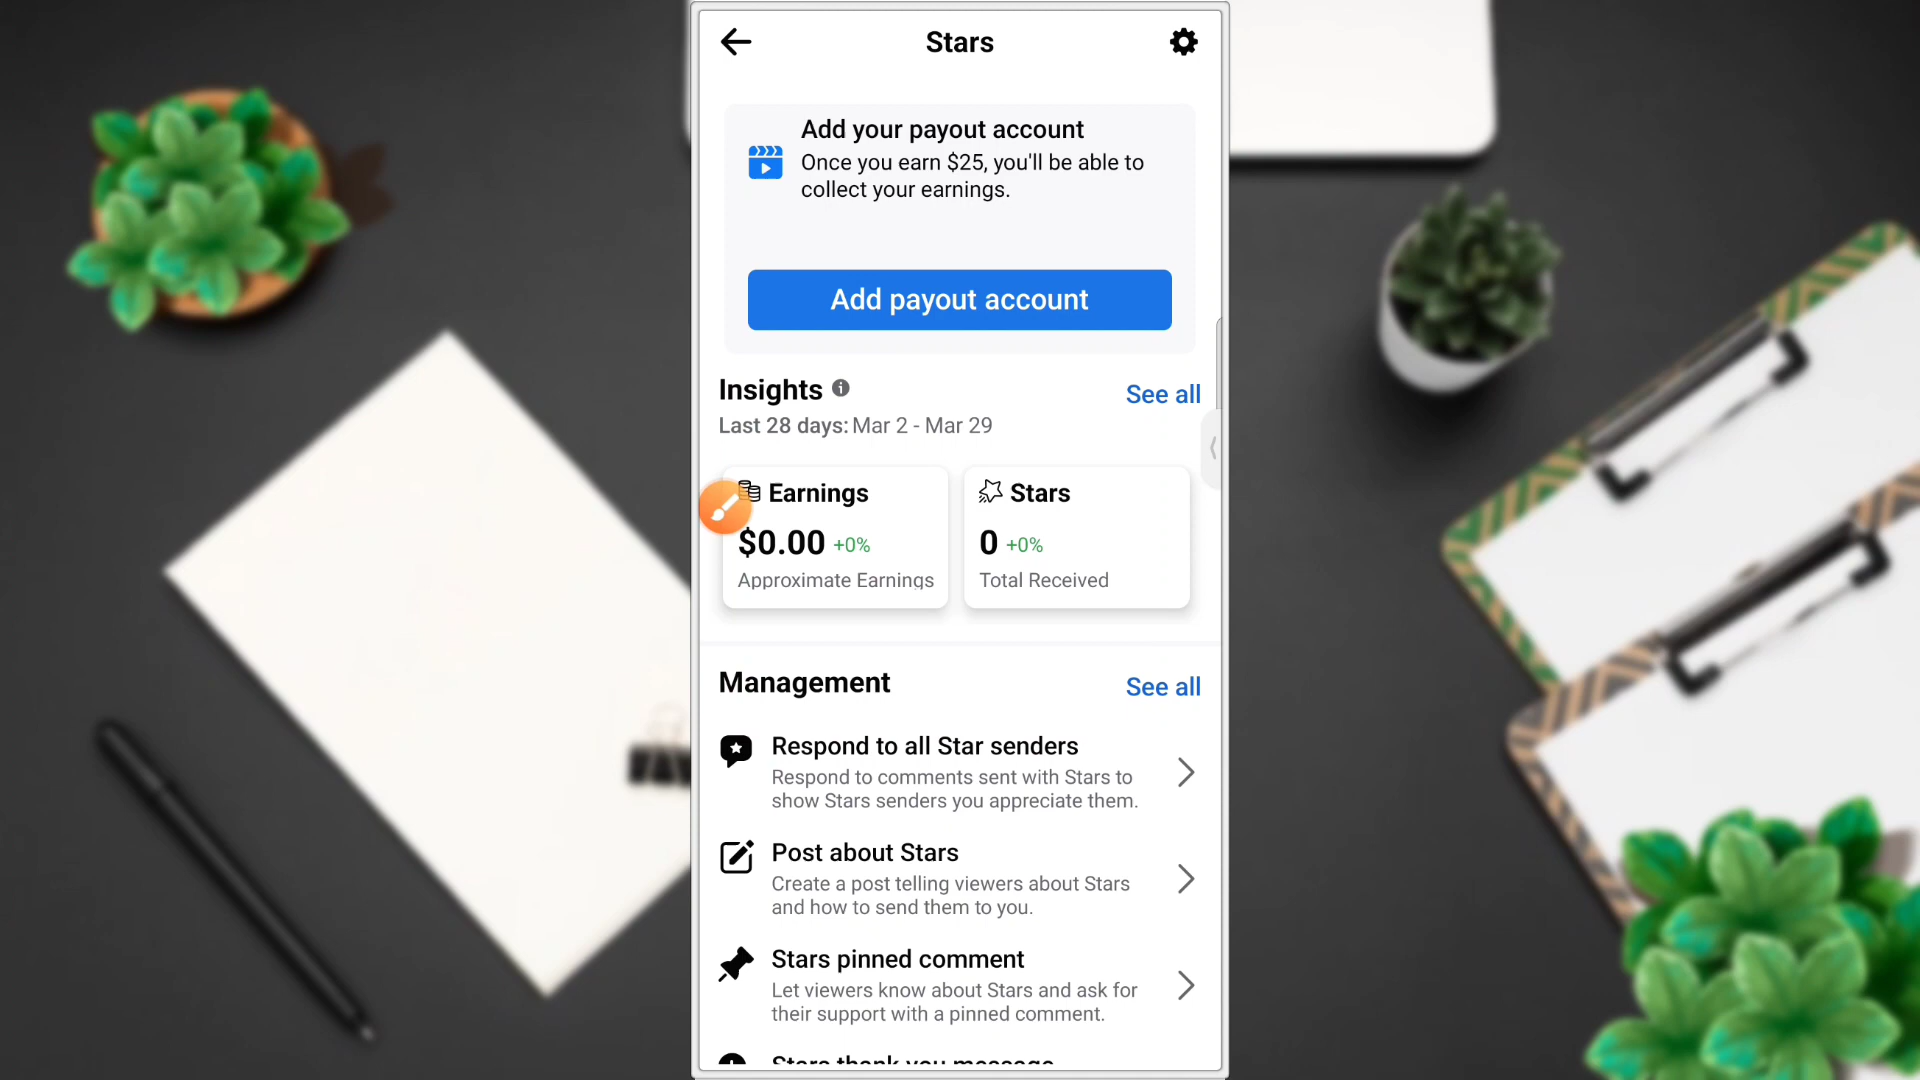 Stars
Add your payout account
Once you earn $25, you'll be able to
collect your earnings.
Add payout account
Insights
See all
Last 28 days: Mar 2 - Mar 29
Earnings
$0.00 +0%
Approximate Earnings
Stars
0 +0%
Total Received
Management
See all
Respond to all Star senders
Respond to comments sent with Stars to
show Stars senders you appreciate them.
Post about Stars
Create a post telling viewers about Stars
and how to send them to you.
Stars pinned comment
Let viewers know about Stars and ask for
their support with a pinned comment.
Stars thank you message